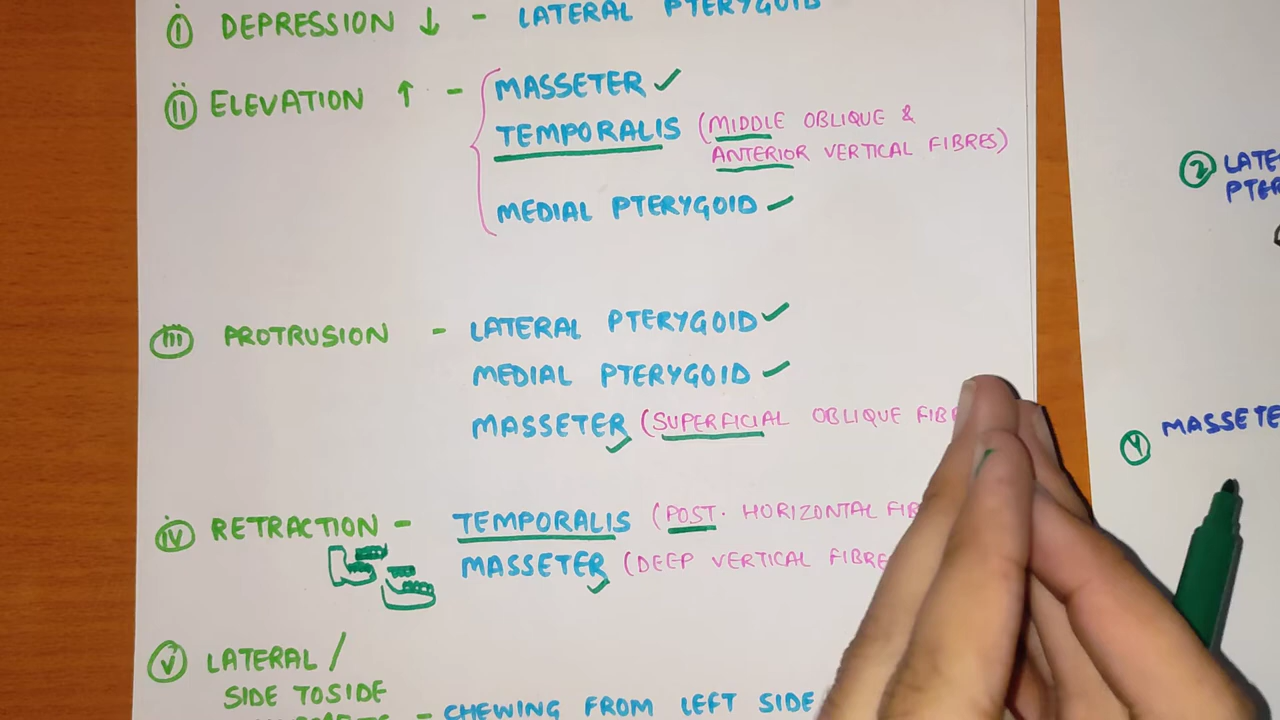 i DEPRESSION ↓ - LATERAL PTERYGOID
ii ELEVATION ↑ - MASSETER ✓
TEMPORALIS (MIDDLE OBLIQUE &
ANTERIOR VERTICAL FIBRES)
MEDIAL PTERYGOID ✓
iii PROTRUSION - LATERAL PTERYGOID ✓
MEDIAL PTERYGOID ✓
MASSETER (SUPERFICIAL OBLIQUE
iv RETRACTION - TEMPORALIS (POST. HORIZONTAL
MASSETER (DEEP VERTICAL
v LATERAL /
SIDE TO SIDE
- CHEWING FROM LEFT SIDE
2
4 MASSETE